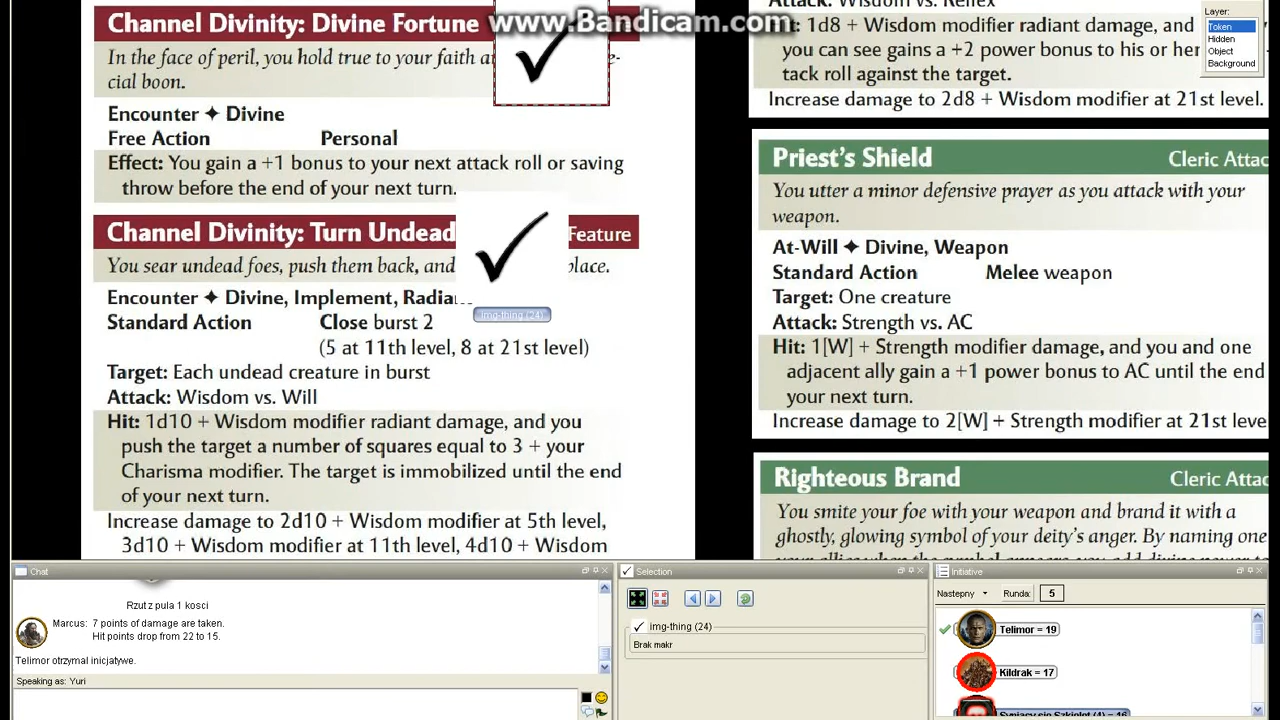 www.Bandicam.com
Channel Divinity: Divine Fortune
In the face of peril, you hold true to your faith
cial boon.
Encounter ✦ Divine
Free Action Personal
Effect: You gain a +1 bonus to your next attack roll or saving
throw before the end of your next turn.
Channel Divinity: Turn Undead Feature
You sear undead foes, push them back, and place.
Encounter ✦ Divine, Implement,
Standard Action Close burst 2
(5 at 11th level, 8 at 21st level)
Target: Each undead creature in burst
Attack: Wisdom vs. Will
Hit: 1d10 + Wisdom modifier radiant damage, and you
push the target a number of squares equal to 3 + your
Charisma modifier. The target is immobilized until the end
of your next turn.
Increase damage to 2d10 + Wisdom modifier at 5th level,
3d10 + Wisdom modifier at 11th level, 4d10 + Wisdom
img-thing (24)
Attack: Wisdom vs. Reflex
Hit: 1d8 + Wisdom modifier radiant damage, and
you can see gains a +2 power bonus to his or her
tack roll against the target.
Increase damage to 2d8 + Wisdom modifier at 21st level.
Priest's Shield Cleric Attac
You utter a minor defensive prayer as you attack with your
weapon.
At-Will ✦ Divine, Weapon
Standard Action Melee weapon
Target: One creature
Attack: Strength vs. AC
Hit: 1[W] + Strength modifier damage, and you and one
adjacent ally gain a +1 power bonus to AC until the end
your next turn.
Increase damage to 2[W] + Strength modifier at 21st leve
Righteous Brand Cleric Attac
You smite your foe with your weapon and brand it with a
ghostly, glowing symbol of your deity's anger. By naming one
Layer:
Token
Hidden
Object
Background
Chat
Rzut z pula 1 kosci
Marcus: 7 points of damage are taken.
Hit points drop from 22 to 15.
Telimor otrzymal inicjatywe.
Speaking as: Yuri
Selection
img-thing (24)
Brak makr
Initiative
Nastepny Runda: 5
Telimor = 19
Kildrak = 17